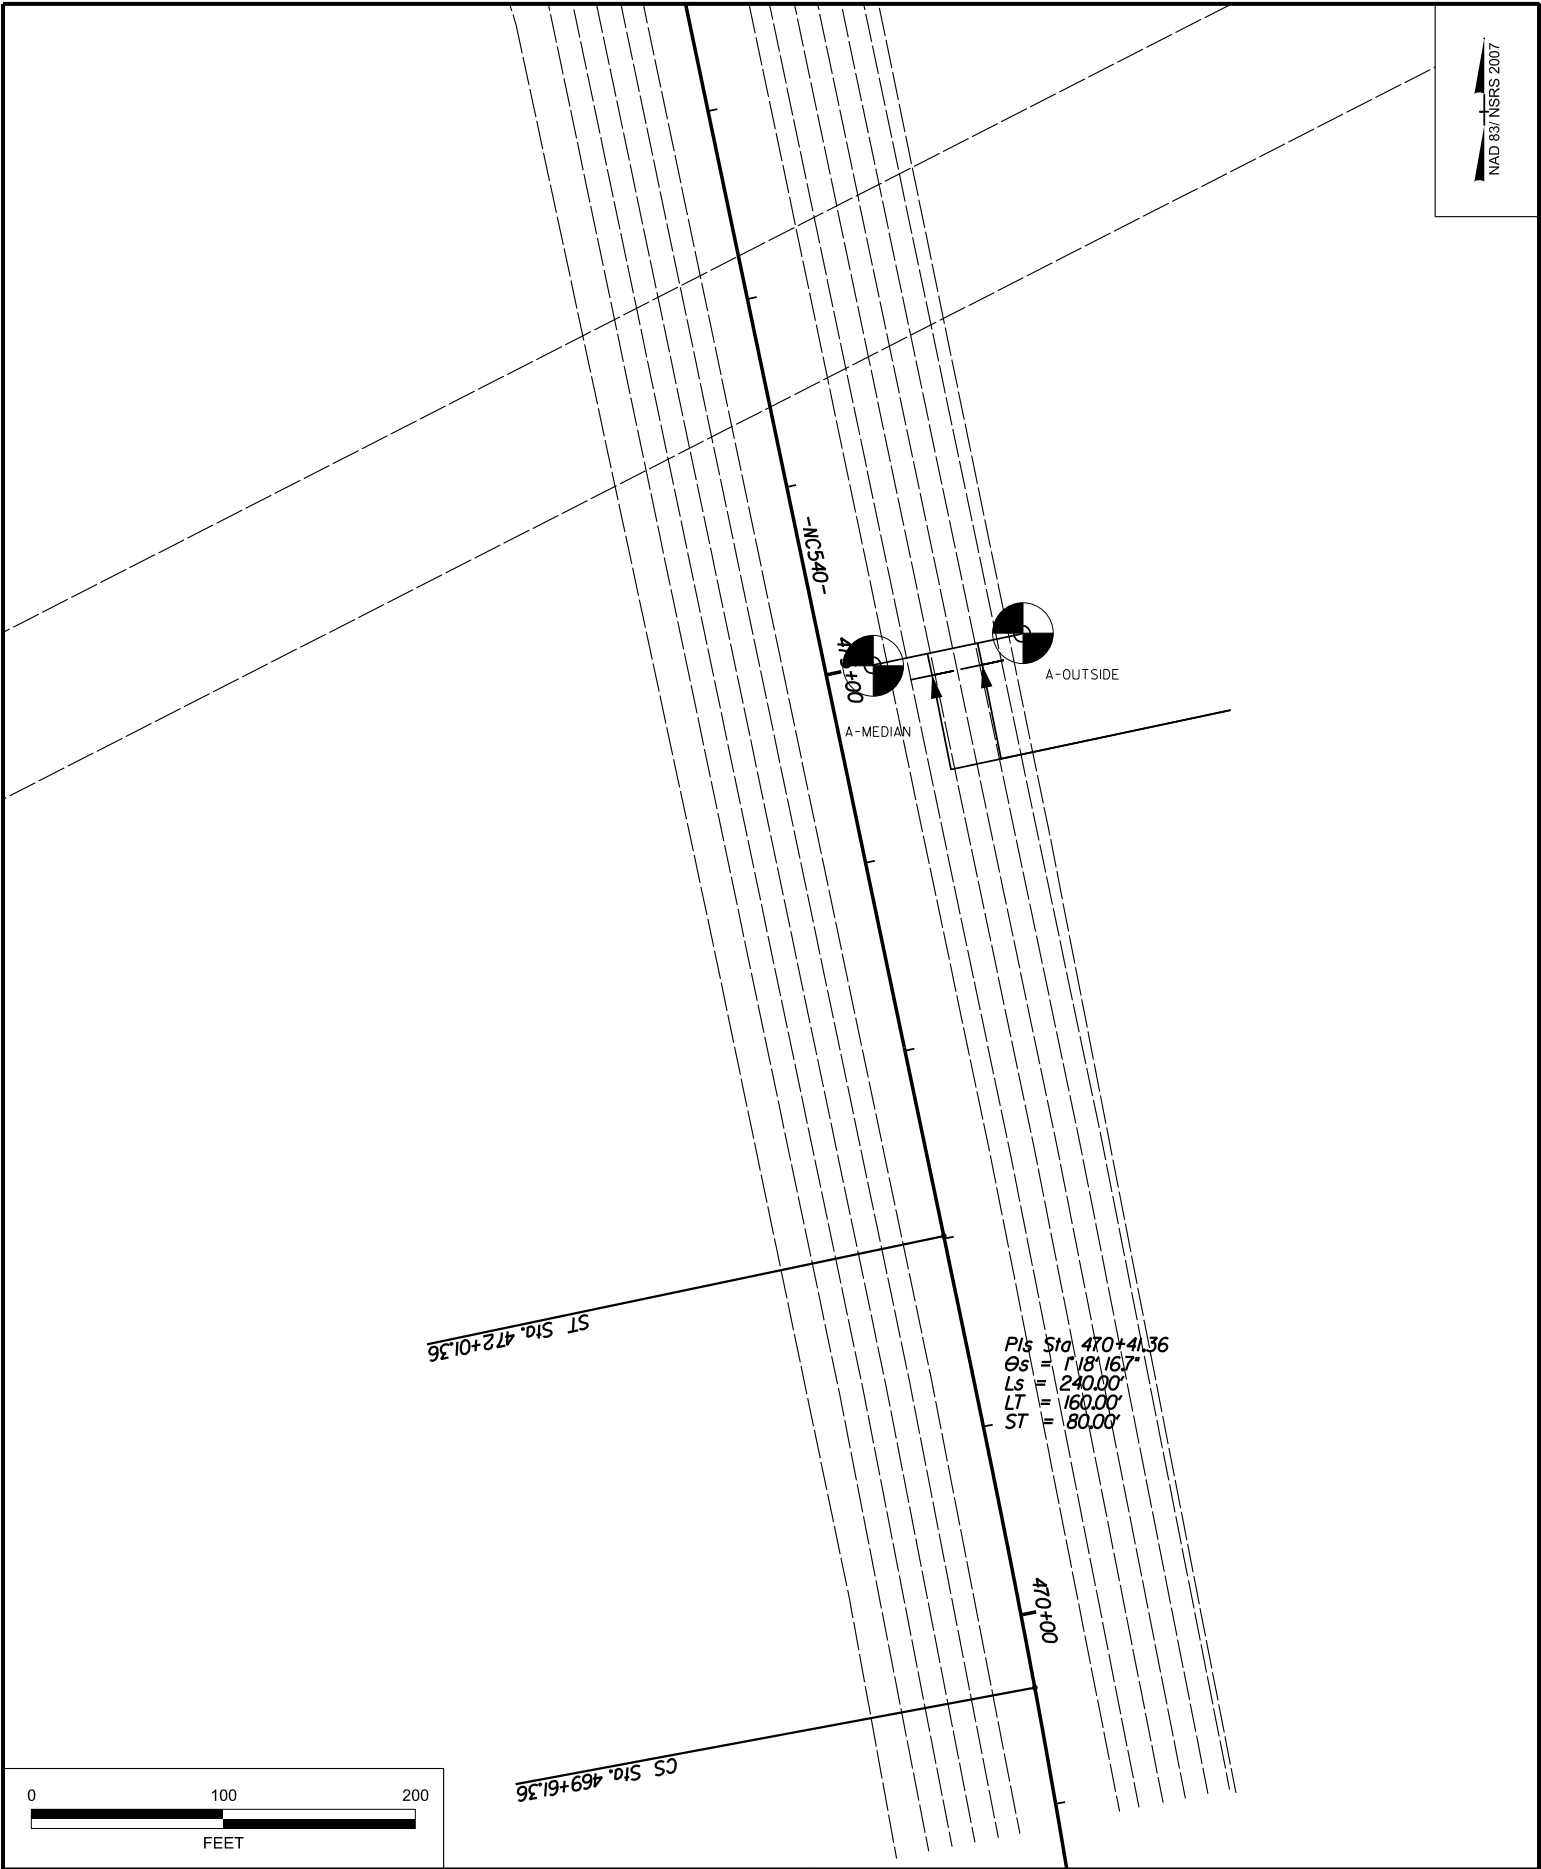 NAD 83/ NSRS 2007
-NC540-
475+00
A-OUTSIDE
A-MEDIAN
ST Sta. 472+01.36
PIs Sta 470+41.36
Θs = 1° 18' 16.7"
Ls = 240.00'
LT = 160.00'
ST = 80.00'
470+00
CS Sta. 469+61.36
0 100 200
FEET